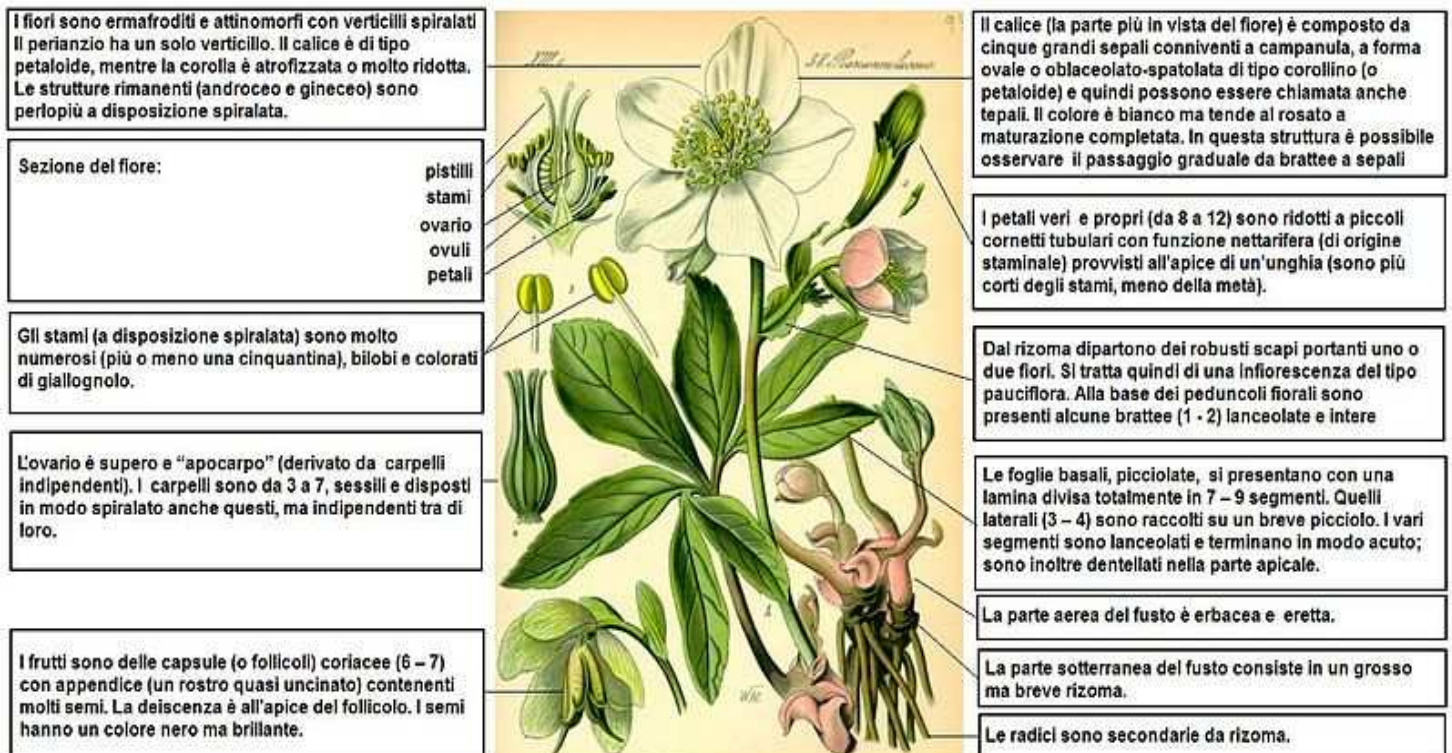 I fiori sono ermafroditi e attinomorfi con verticilli spiralati
Il perianzio ha un solo verticillo. Il calice è di tipo
petaloide, mentre la corolla è atrofizzata o molto ridotta.
Le strutture rimanenti (androceo e gineceo) sono
perlopiù a disposizione spiralata.
Sezione del fiore:
pistilli
stami
ovario
ovuli
petali
Gli stami (a disposizione spiralata) sono molto
numerosi (più o meno una cinquantina), bilobi e colorati
di giallognolo.
L'ovario è supero e “apocarpo” (derivato da carpelli
indipendenti). I carpelli sono da 3 a 7, sessili e disposti
in modo spiralato anche questi, ma indipendenti tra di
loro.
I frutti sono delle capsule (o follicoli) coriacee (6 – 7)
con appendice (un rostro quasi uncinato) contenenti
molti semi. La deiscenza è all'apice del follicolo. I semi
hanno un colore nero ma brillante.
Il calice (la parte più in vista del fiore) è composto da
cinque grandi sepali conniventi a campanula, a forma
ovale o oblaceolato-spatolata di tipo corollino (o
petaloide) e quindi possono essere chiamata anche
tepali. Il colore è bianco ma tende al rosato a
maturazione completata. In questa struttura è possibile
osservare il passaggio graduale da brattee a sepali
I petali veri e propri (da 8 a 12) sono ridotti a piccoli
cornetti tubulari con funzione nettarifera (di origine
staminale) provvisti all'apice di un'unghia (sono più
corti degli stami, meno della metà).
Dal rizoma dipartono dei robusti scapi portanti uno o
due fiori. Si tratta quindi di una infiorescenza del tipo
pauciflora. Alla base dei peduncoli fiorali sono
presenti alcune brattee (1 - 2) lanceolate e intere
Le foglie basali, picciolate, si presentano con una
lamina divisa totalmente in 7 – 9 segmenti. Quelli
laterali (3 – 4) sono raccolti su un breve picciolo. I vari
segmenti sono lanceolati e terminano in modo acuto;
sono inoltre dentellati nella parte apicale.
La parte aerea del fusto è erbacea e eretta.
La parte sotterranea del fusto consiste in un grosso
ma breve rizoma.
Le radici sono secondarie da rizoma.